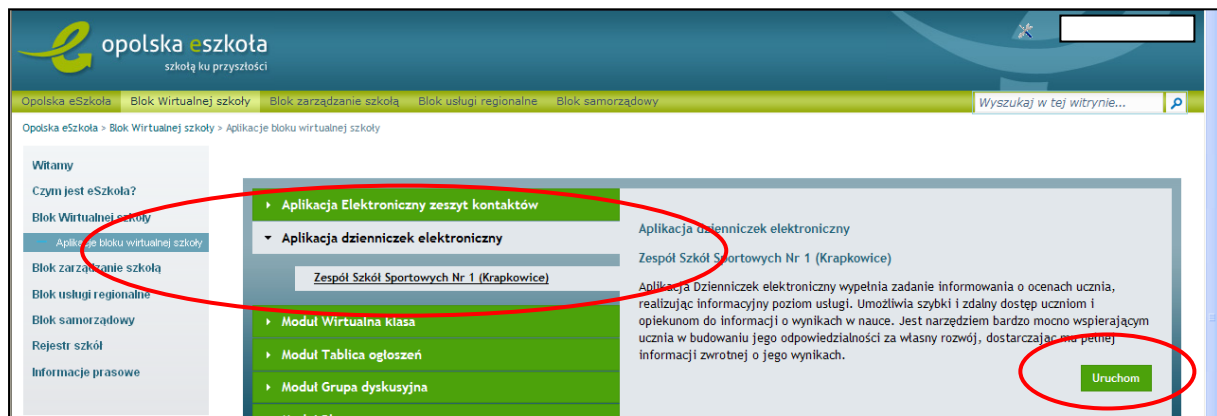 opolska eszkoła
szkołą ku przyszłości
Opolska eSzkoła Blok Wirtualnej szkoły Blok zarządzanie szkołą Blok usługi regionalne Blok samorządowy
Wyszukaj w tej witrynie...
Opolska eSzkoła > Blok Wirtualnej szkoły > Aplikacje bloku wirtualnej szkoły
Witamy
Czym jest eSzkoła?
Blok Wirtualnej szkoły
Aplikacje bloku wirtualnej szkoły
Blok zarządzanie szkołą
Blok usługi regionalne
Blok samorządowy
Rejestr szkół
Informacje prasowe
Aplikacja Elektroniczny zeszyt kontaktów
Aplikacja dzienniczek elektroniczny
Zespół Szkół Sportowych Nr 1 (Krapkowice)
Moduł Wirtualna klasa
Moduł Tablica ogłoszeń
Moduł Grupa dyskusyjna
Aplikacja dzienniczek elektroniczny
Zespół Szkół Sportowych Nr 1 (Krapkowice)
Aplikacja Dzienniczek elektroniczny wypełnia zadanie informowania o ocenach ucznia,
realizując informacyjny poziom usługi. Umożliwia szybki i zdalny dostęp uczniom i
opiekunom do informacji o wynikach w nauce. Jest narzędziem bardzo mocno wspierającym
ucznia w budowaniu jego odpowiedzialności za własny rozwój, dostarczając mu pełnej
informacji zwrotnej o jego wynikach.
Uruchom